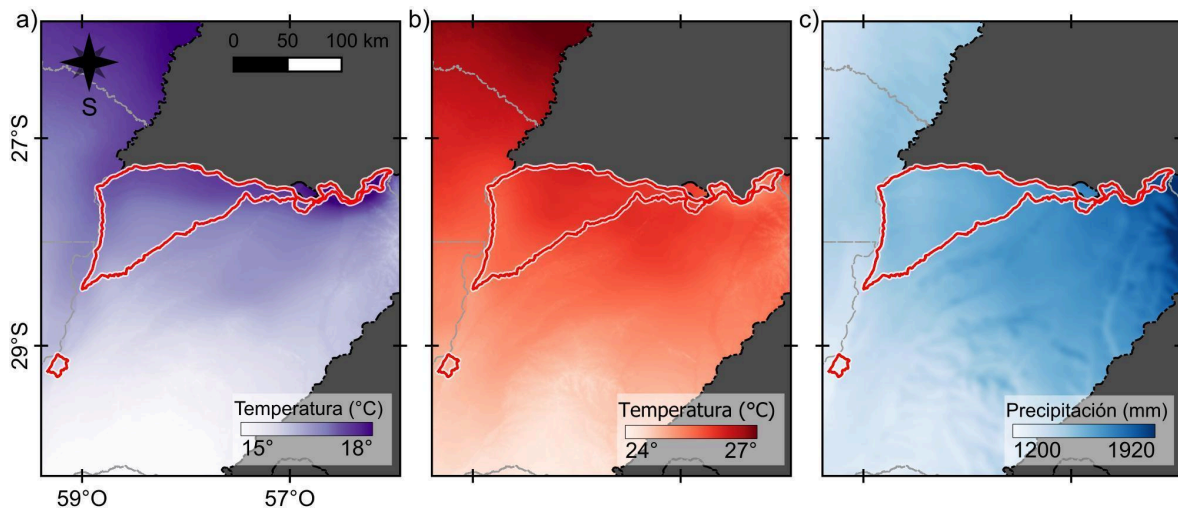 a)
0 50 100 km
S
27°S
29°S
Temperatura (°C)
15° 18°
59°O 57°O
b)
Temperatura (°C)
24° 27°
c)
Precipitación (mm)
1200 1920